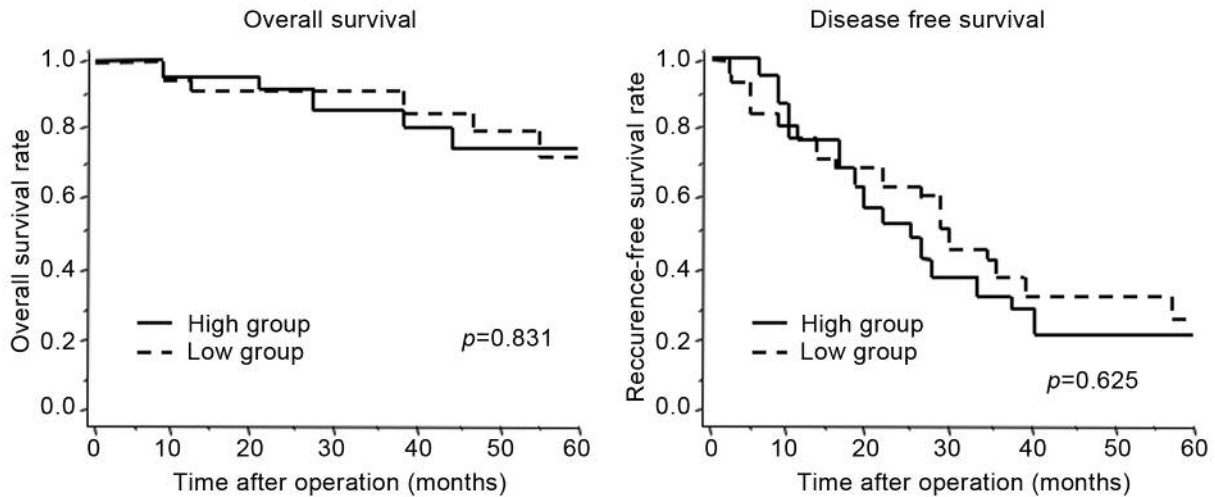 Overall survival
Overall survival rate
1.0
0.8
0.6
0.4
0.2
0.0
High group
Low group
p=0.831
0 10 20 30 40 50 60
Time after operation (months)
Disease free survival
Reccurence-free survival rate
1.0
0.8
0.6
0.4
0.2
0.0
High group
Low group
p=0.625
0 10 20 30 40 50 60
Time after operation (months)